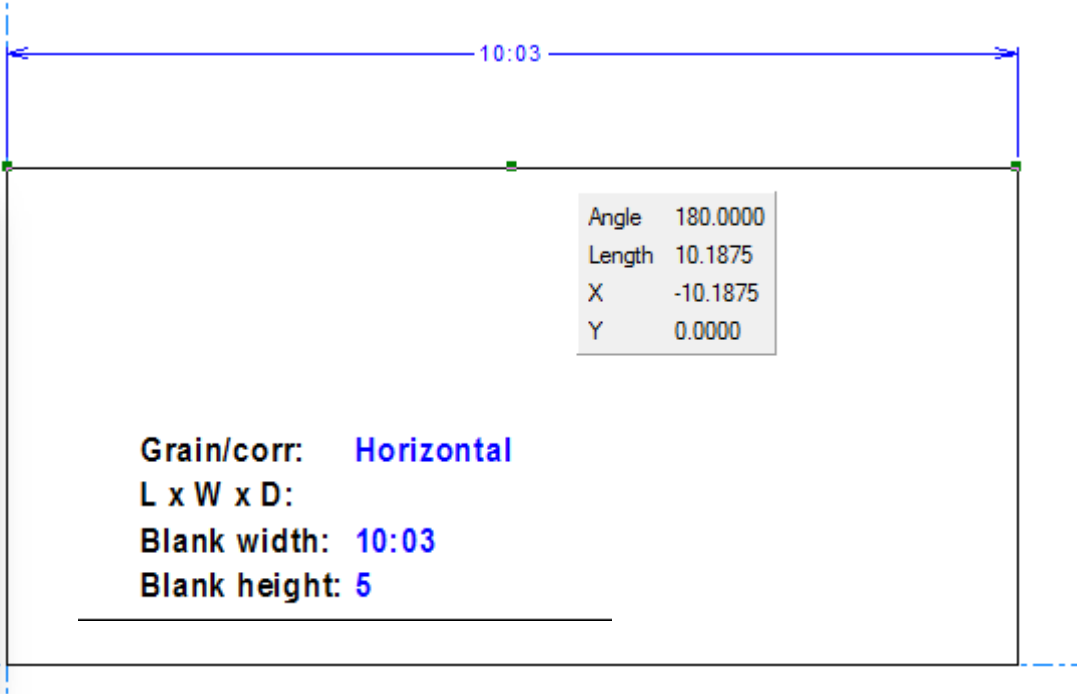 10:03
Angle 180.0000
Length 10.1875
X -10.1875
Y 0.0000
Grain/corr: Horizontal
L x W x D:
Blank width: 10:03
Blank height: 5